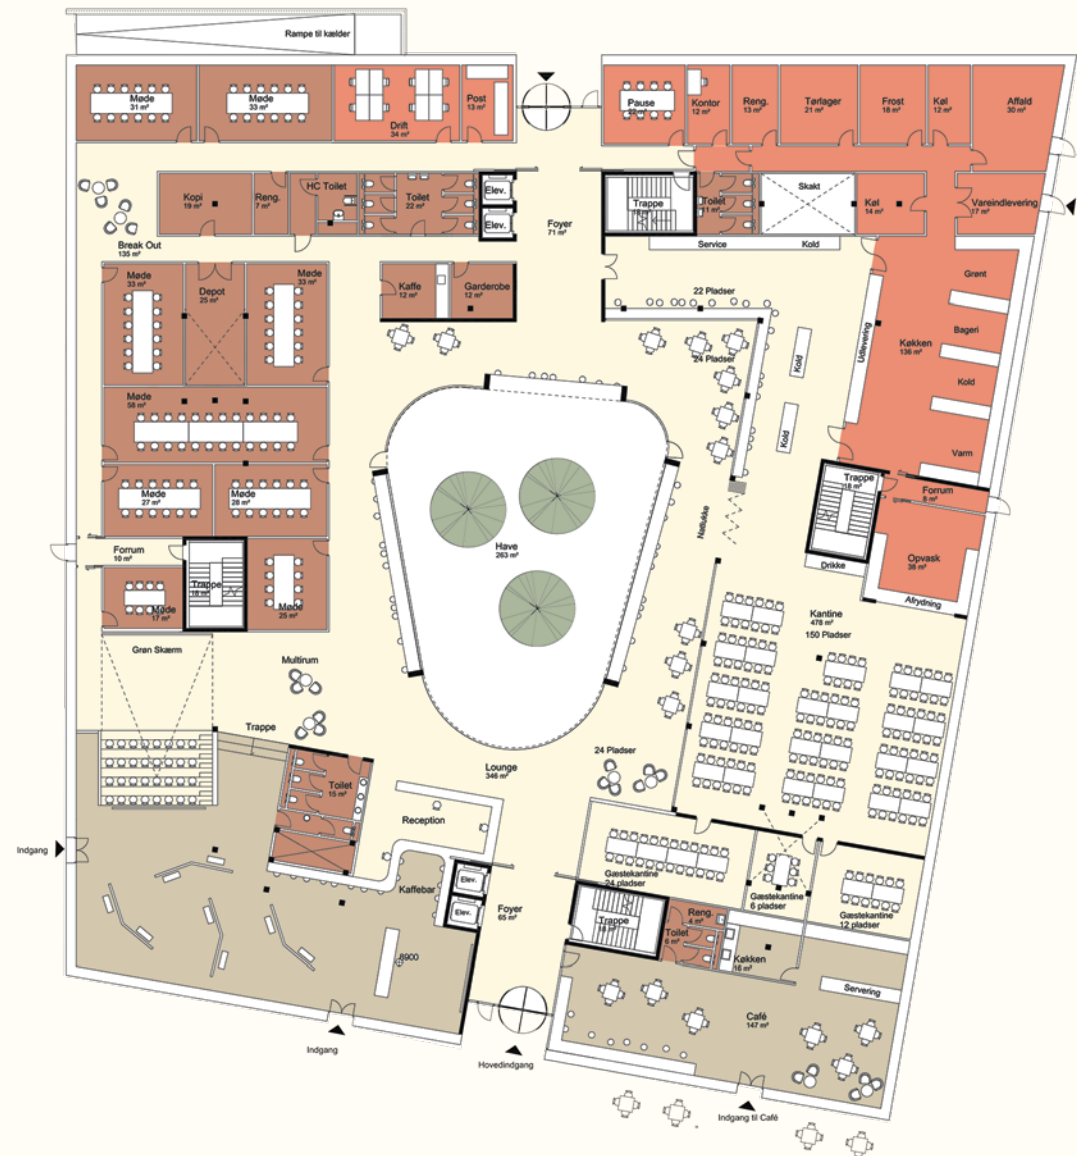 Rampe til kælder
Møde
31 m²
Møde
33 m²
Drift
34 m²
Post
13 m²
Pause
22 m²
Kontor
12 m²
Reng.
13 m²
Tørlager
21 m²
Frost
18 m²
Køl
12 m²
Affald
30 m²
Kopi
19 m²
Reng.
7 m²
HC Toilet
Toilet
22 m²
Elev.
Elev.
Foyer
71 m²
Trappe
Toilet
11 m²
Skakt
Køl
14 m²
Vareindlevering
17 m²
Break Out
135 m²
Service
Kold
Møde
33 m²
Depot
25 m²
Møde
33 m²
Kaffe
12 m²
Garderobe
12 m²
22 Pladser
24 Pladser
Kold
Kold
Udlevering
Grønt
Bageri
Køkken
136 m²
Kold
Varm
Møde
58 m²
Møde
27 m²
Møde
28 m²
Trappe
18 m²
Forrum
8 m²
Natlukke
Have
263 m²
Forrum
10 m²
Trappe
18 m²
Møde
17 m²
Møde
25 m²
Drikke
Opvask
38 m²
Afrydning
Kantine
478 m²
150 Pladser
Grøn Skærm
Multirum
Trappe
Lounge
346 m²
24 Pladser
Toilet
15 m²
Reception
Indgang
Kaffebar
Elev.
Elev.
Foyer
65 m²
Gæstekantine
24 pladser
Gæstekantine
6 pladser
Gæstekantine
12 pladser
Trappe
Reng.
4 m²
Toilet
6 m²
Køkken
16 m²
Servering
Café
147 m²
Indgang
Hovedindgang
Indgang til Café